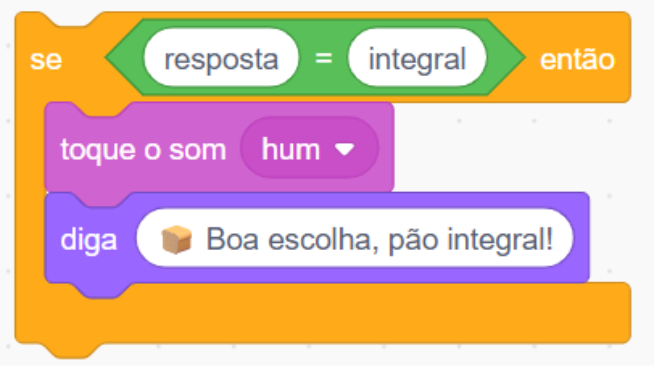 se resposta = integral então
toque o som hum
diga 🍞 Boa escolha, pão integral!